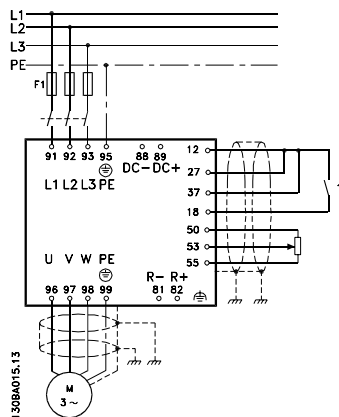 L1
L2
L3
PE
F1
91 92 93 95 88 89 12
DC- DC+
27
L1 L2 L3 PE
37
18
50
53
U V W PE
55
R- R+
96 97 98 99 81 82
M
3~
130BA015.13